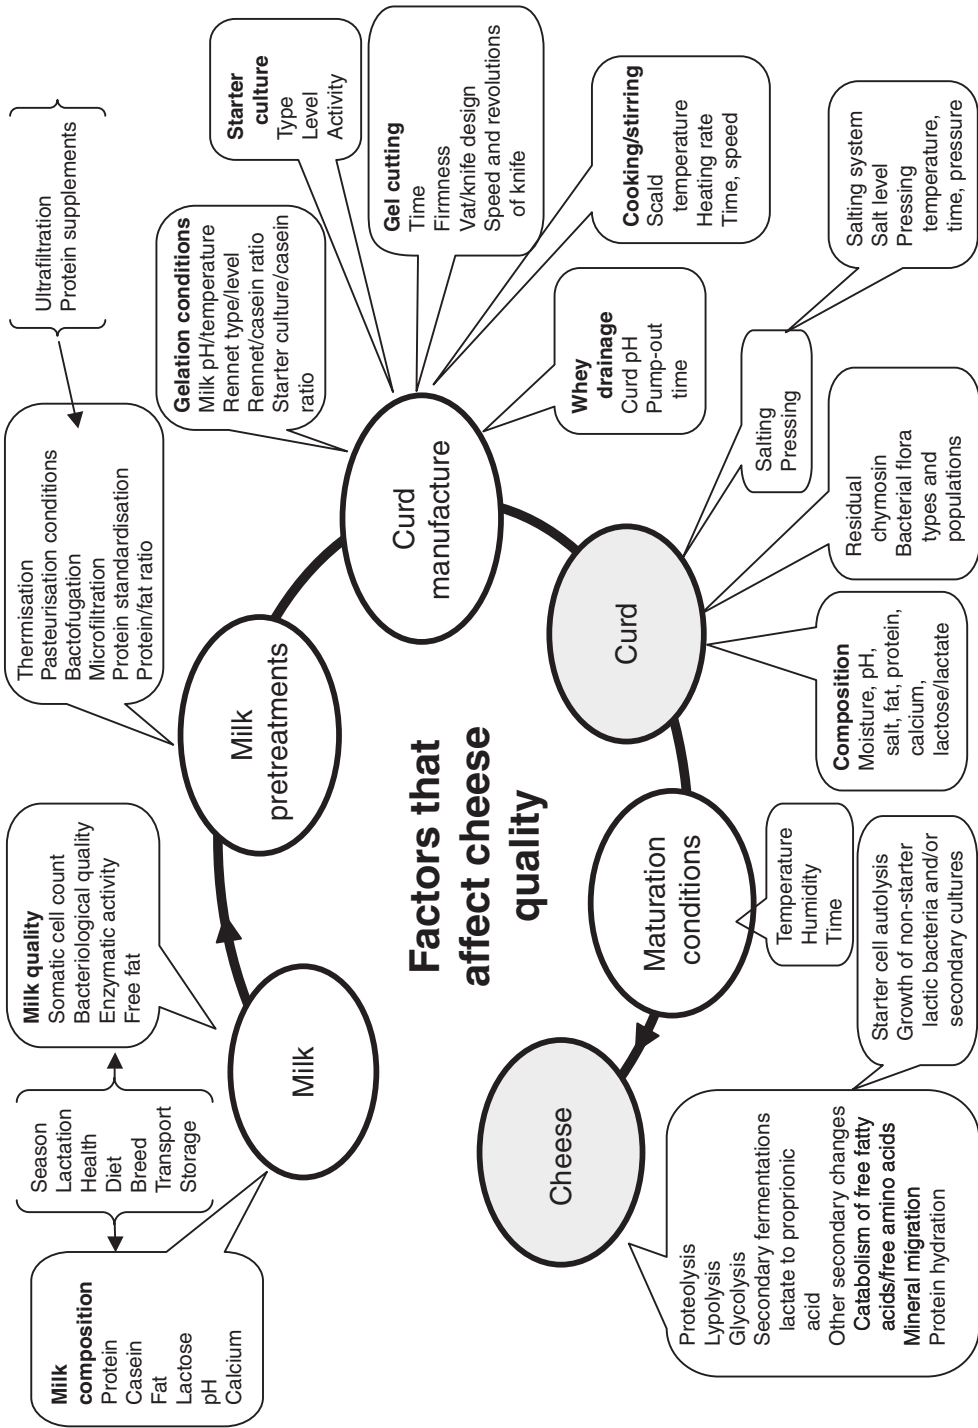 Milk
composition
Protein
Casein
Fat
Lactose
pH
Calcium
Season
Lactation
Health
Diet
Breed
Transport
Storage
Milk quality
Somatic cell count
Bacteriological quality
Enzymatic activity
Free fat
Thermisation
Pasteurisation conditions
Bactofugation
Microfiltration
Protein standardisation
Protein/fat ratio
Ultrafiltration
Protein supplements
Milk
Milk
pretreatments
Gelation conditions
Milk pH/temperature
Rennet type/level
Rennet/casein ratio
Starter culture/casein
ratio
Starter
culture
Type
Level
Activity
Curd
manufacture
Gel cutting
Time
Firmness
Vat/knife design
Speed and revolutions
of knife
Factors that
affect cheese
quality
Whey
drainage
Curd pH
Pump-out
time
Cooking/stirring
Scald
temperature
Heating rate
Time, speed
Cheese
Maturation
conditions
Curd
Salting
Pressing
Salting system
Salt level
Pressing
temperature,
time, pressure
Proteolysis
Lypolysis
Glycolysis
Secondary fermentations
lactate to proprionic
acid
Other secondary changes
Catabolism of free fatty
acids/free amino acids
Mineral migration
Protein hydration
Starter cell autolysis
Growth of non-starter
lactic bacteria and/or
secondary cultures
Temperature
Humidity
Time
Composition
Moisture, pH,
salt, fat, protein,
calcium,
lactose/lactate
Residual
chymosin
Bacterial flora
types and
populations